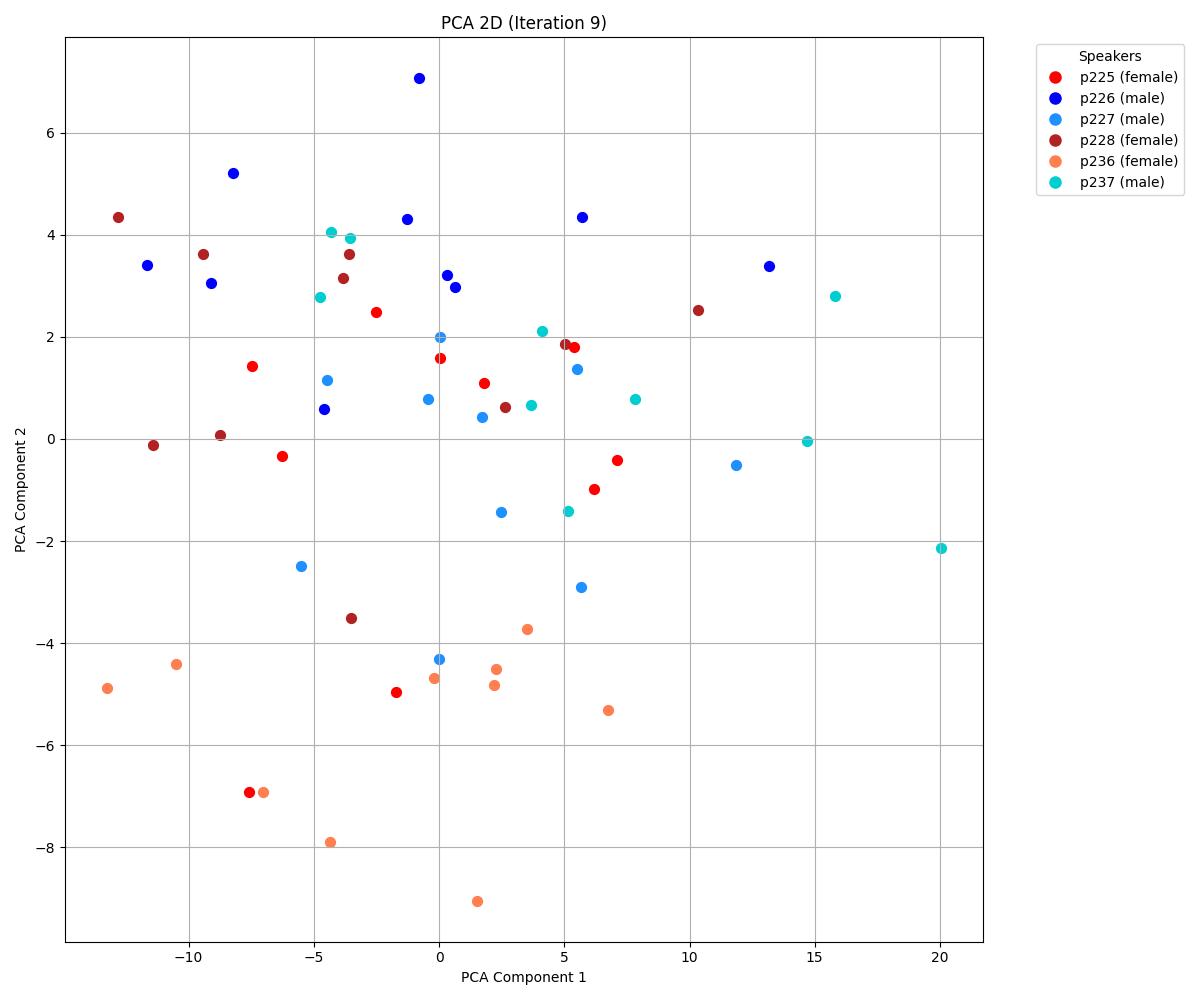 PCA 2D (Iteration 9)
Speakers
p225 (female)
p226 (male)
p227 (male)
p228 (female)
p236 (female)
p237 (male)
PCA Component 2
6
4
2
0
−2
−4
−6
−8
−10 −5 0 5 10 15 20
PCA Component 1